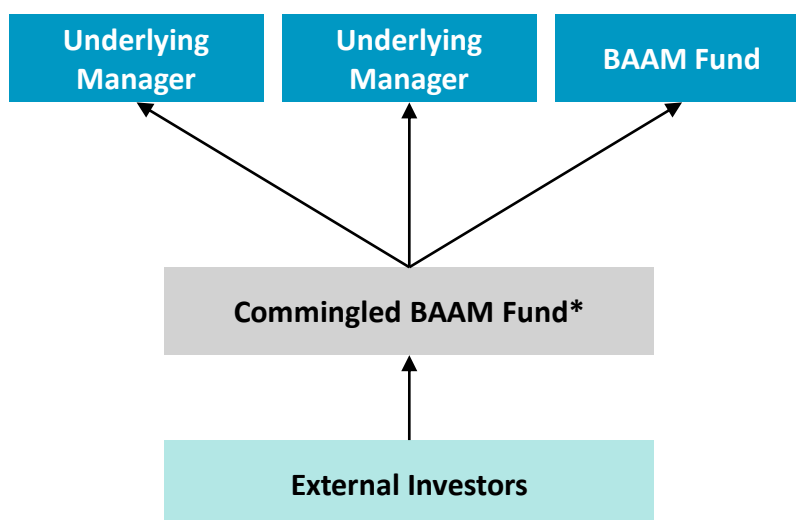 Underlying
Manager
Underlying
Manager
BAAM Fund
Commingled BAAM Fund*
External Investors